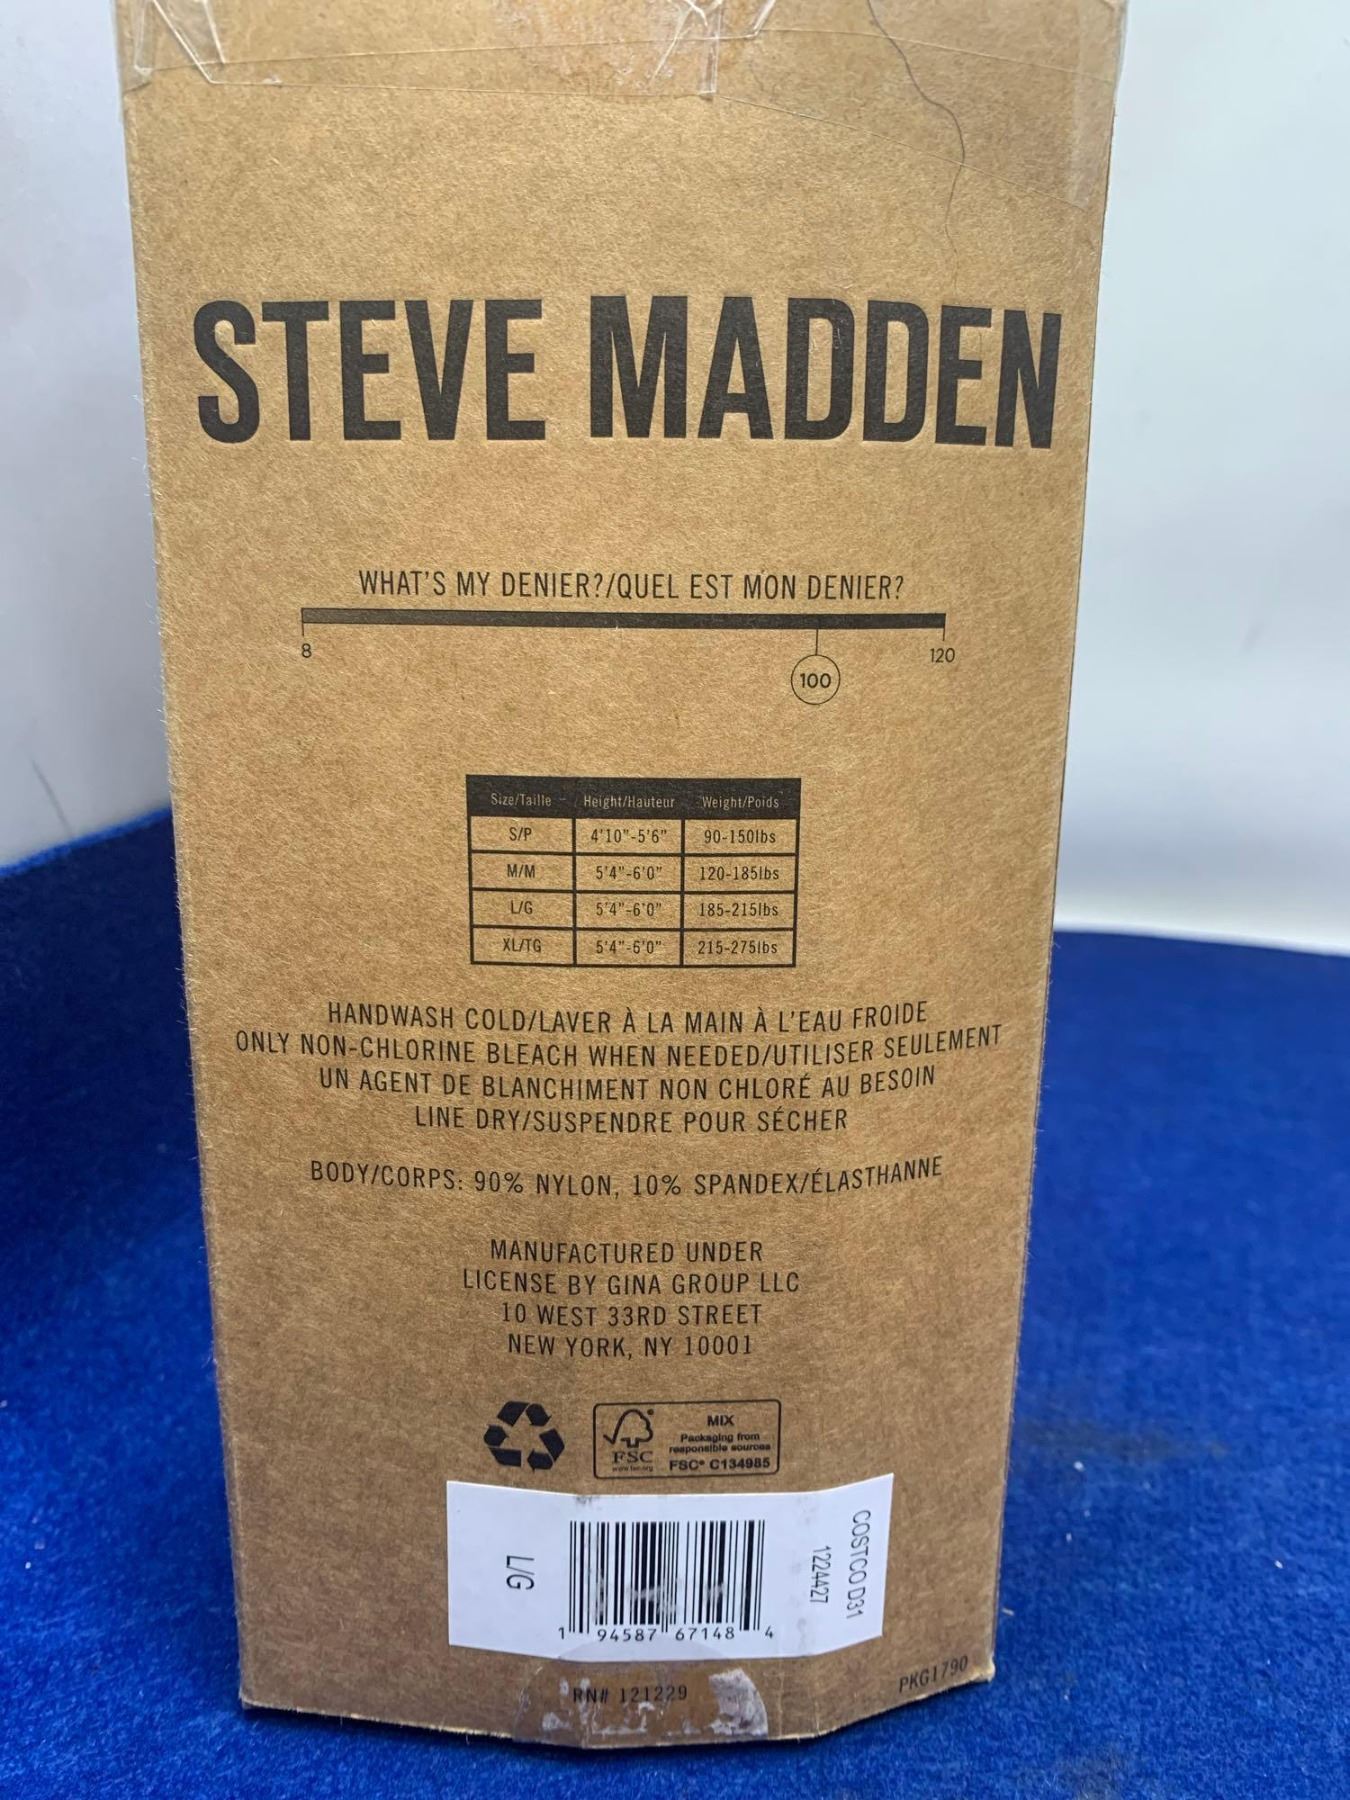 STEVE MADDEN
WHAT'S MY DENIER?/QUEL EST MON DENIER?
8 120
100
Size/Taille Height/Hauteur Weight/Poids
S/P 4'10"-5'6" 90-150lbs
M/M 5'4"-6'0" 120-185lbs
L/G 5'4"-6'0" 185-215lbs
XL/TG 5'4"-6'0" 215-275lbs
HANDWASH COLD/LAVER À LA MAIN À L'EAU FROIDE
ONLY NON-CHLORINE BLEACH WHEN NEEDED/UTILISER SEULEMENT
UN AGENT DE BLANCHIMENT NON CHLORÉ AU BESOIN
LINE DRY/SUSPENDRE POUR SÉCHER
BODY/CORPS: 90% NYLON, 10% SPANDEX/ÉLASTHANNE
MANUFACTURED UNDER
LICENSE BY GINA GROUP LLC
10 WEST 33RD STREET
NEW YORK, NY 10001
FSC
www.fsc.org
MIX
Packaging from
responsible sources
FSC® C134985
L/G
1 94587 67148 4
COSTCO D31
1224427
RN# 121229
PKG1790